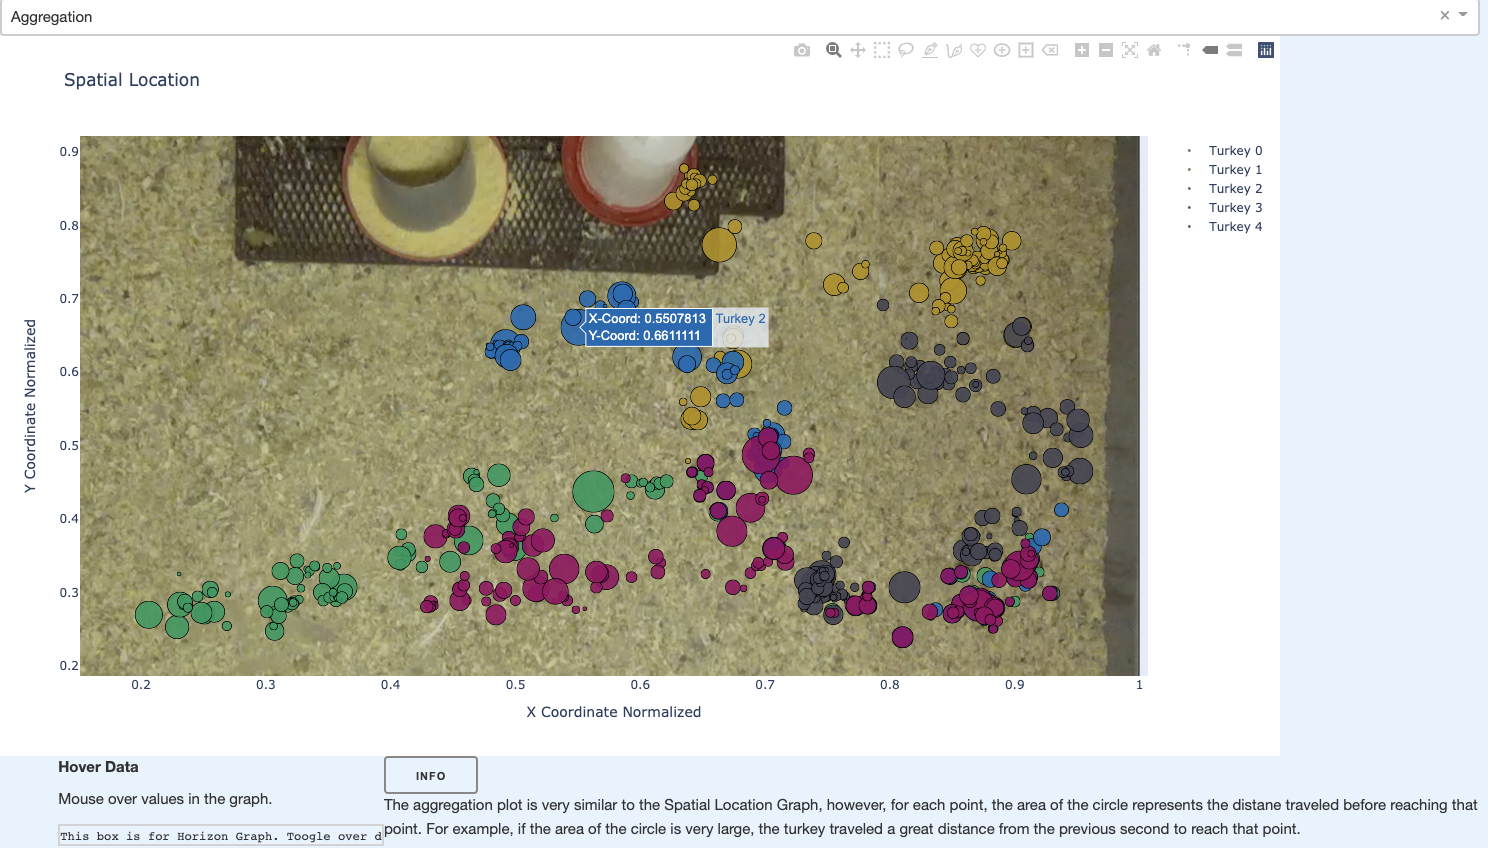 Aggregation
Spatial Location
0.9
0.8
0.7
0.6
0.5
0.4
0.3
0.2
Y Coordinate Normalized
X-Coord: 0.5507813
Y-Coord: 0.6611111
Turkey 2
Turkey 0
Turkey 1
Turkey 2
Turkey 3
Turkey 4
0.2 0.3 0.4 0.5 0.6 0.7 0.8 0.9 1
X Coordinate Normalized
Hover Data
Mouse over values in the graph.
This box is for Horizon Graph. Toogle over d
INFO
The aggregation plot is very similar to the Spatial Location Graph, however, for each point, the area of the circle represents the distane traveled before reaching that
point. For example, if the area of the circle is very large, the turkey traveled a great distance from the previous second to reach that point.